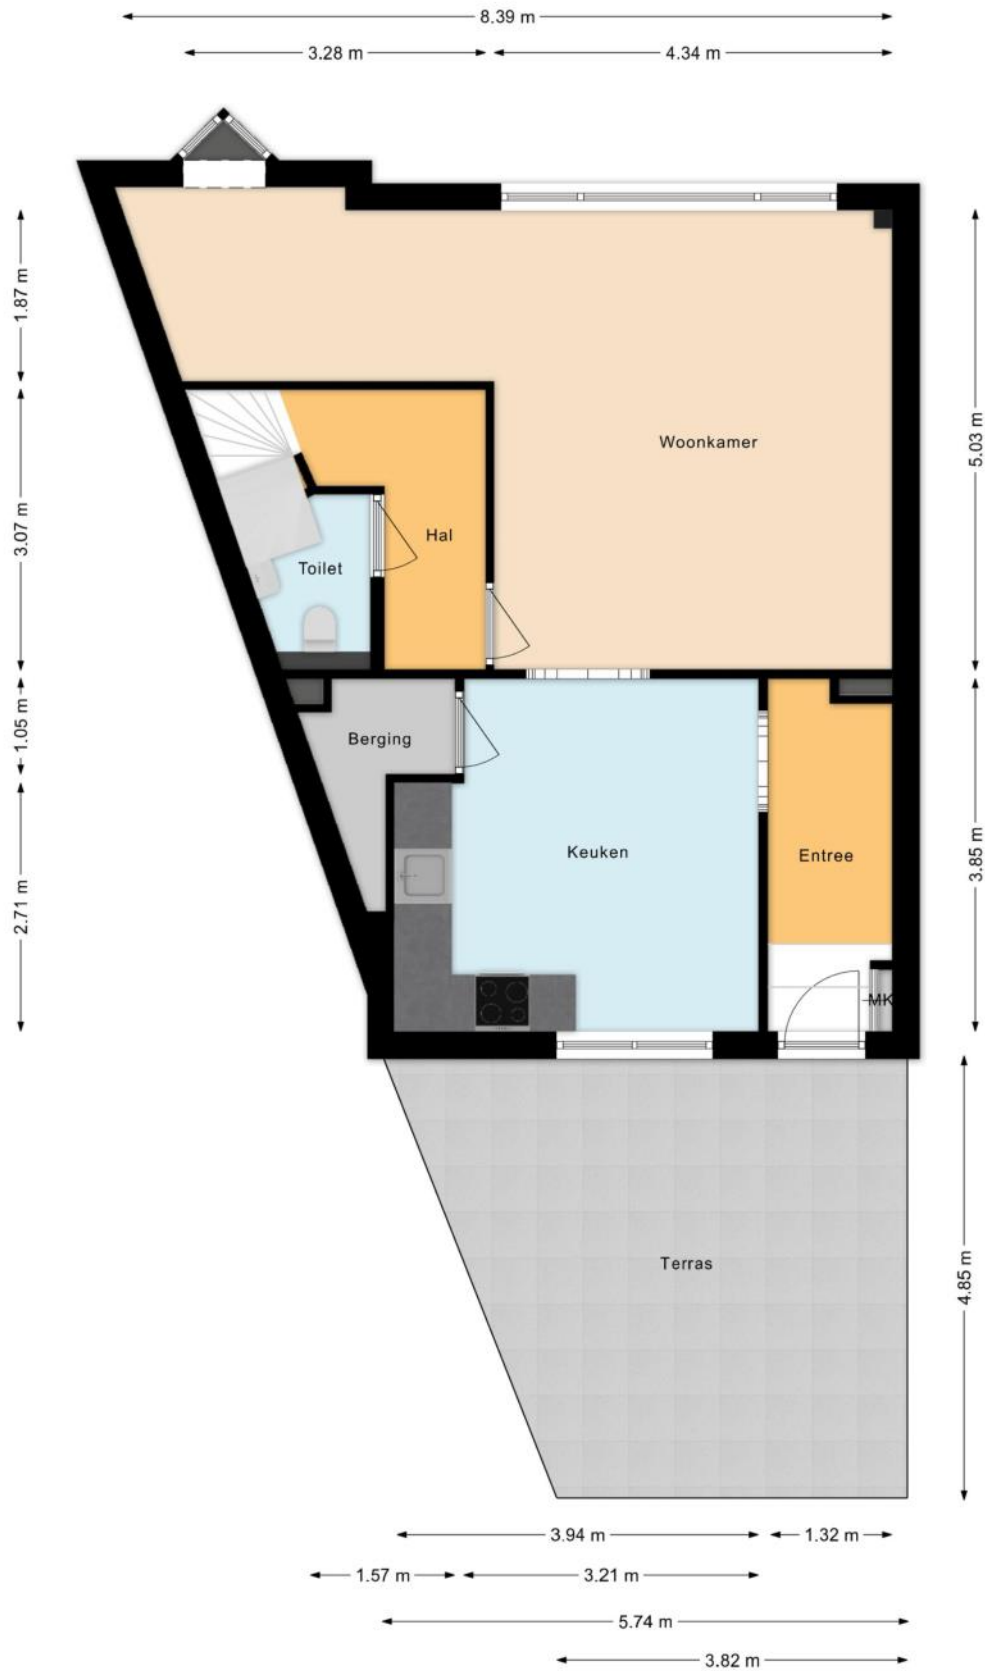 8.39 m
3.28 m
4.34 m
1.87 m
5.03 m
Woonkamer
3.07 m
Hal
Toilet
1.05 m
Berging
Keuken
Entree
3.85 m
2.71 m
MK
Terras
4.85 m
3.94 m
1.32 m
1.57 m
3.21 m
5.74 m
3.82 m